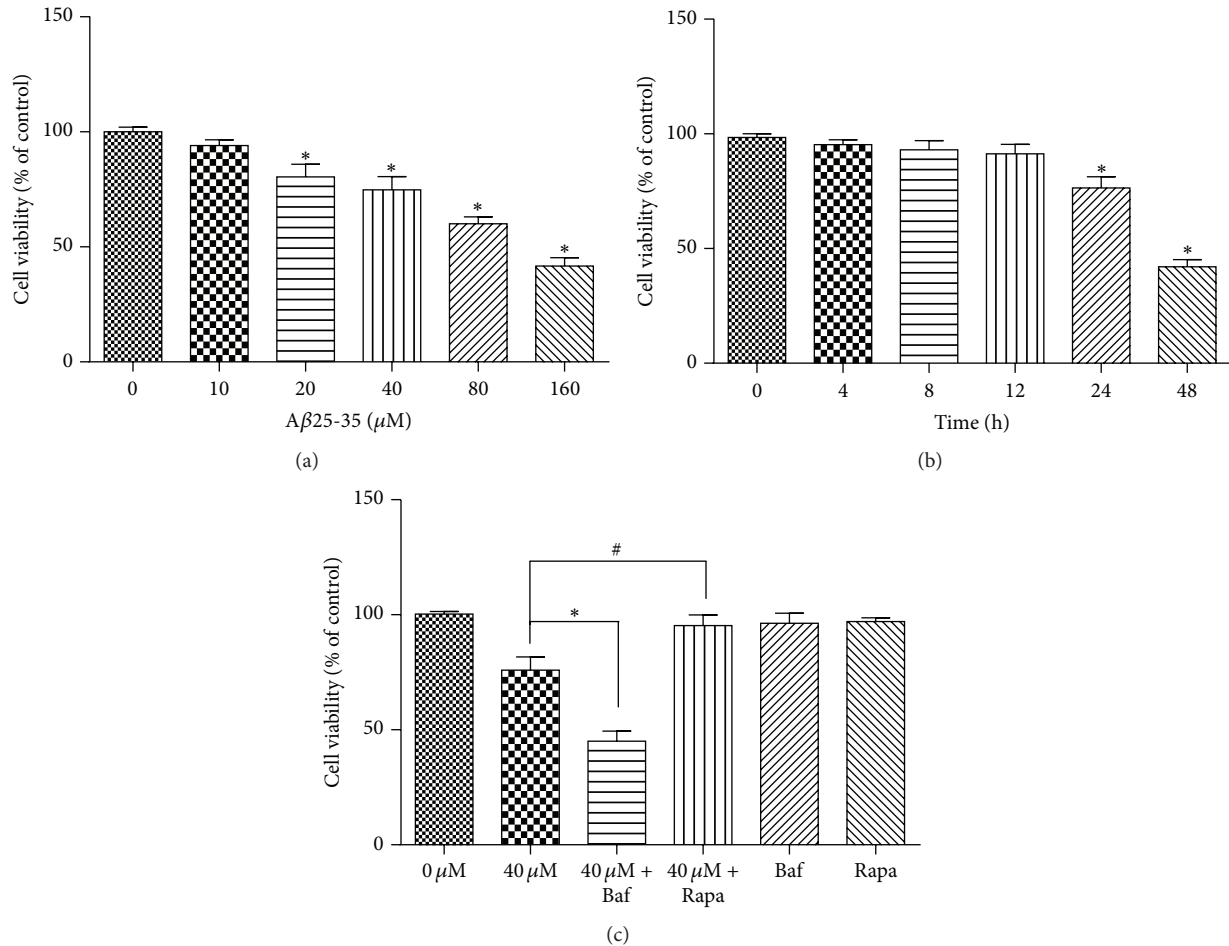 150
100
50
0
Cell viability (% of control)
* * * *
0 10 20 40 80 160
Aβ25-35 (μM)
(a)
150
100
50
0
Cell viability (% of control)
* *
0 4 8 12 24 48
Time (h)
(b)
150
100
50
0
Cell viability (% of control)
#
*
0 μM 40 μM 40 μM + 40 μM + Baf Rapa
Baf Rapa
(c)